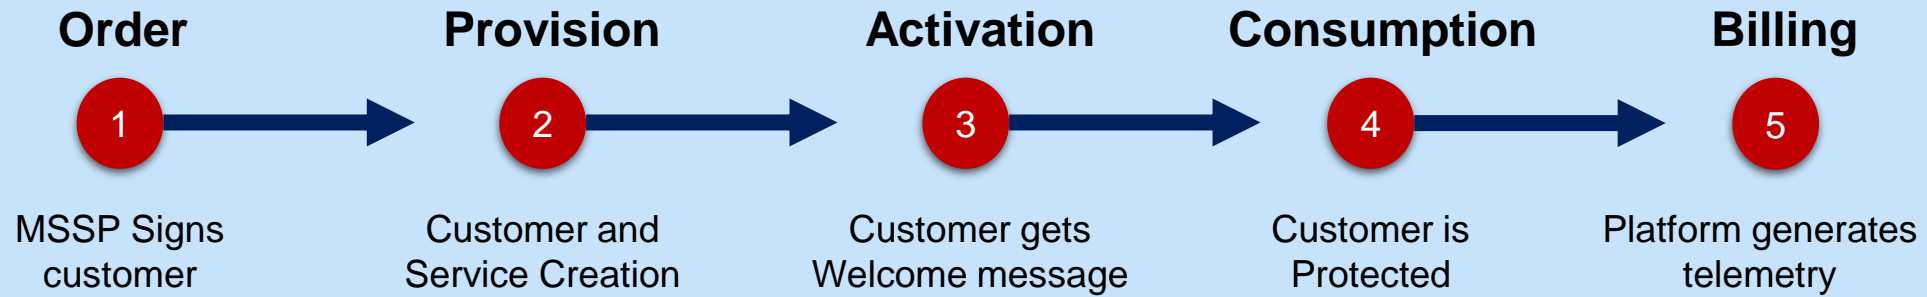 Order
Provision
Activation
Consumption
Billing
1
2
3
4
5
MSSP Signs
customer
Customer and
Service Creation
Customer gets
Welcome message
Customer is
Protected
Platform generates
telemetry